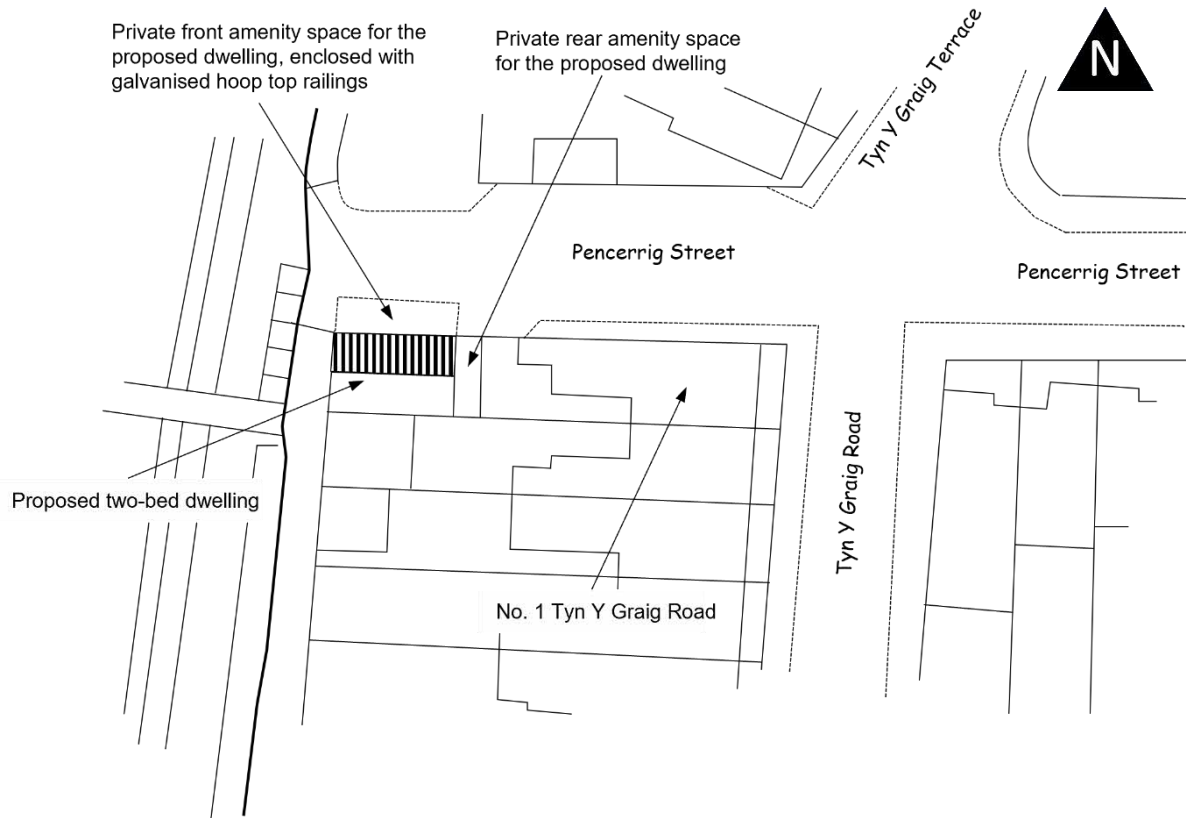 Private front amenity space for the
proposed dwelling, enclosed with
galvanised hoop top railings
Private rear amenity space
for the proposed dwelling
Tyn Y Graig Terrace
N
Pencerrig Street
Pencerrig Street
Proposed two-bed dwelling
Tyn Y Graig Road
No. 1 Tyn Y Graig Road